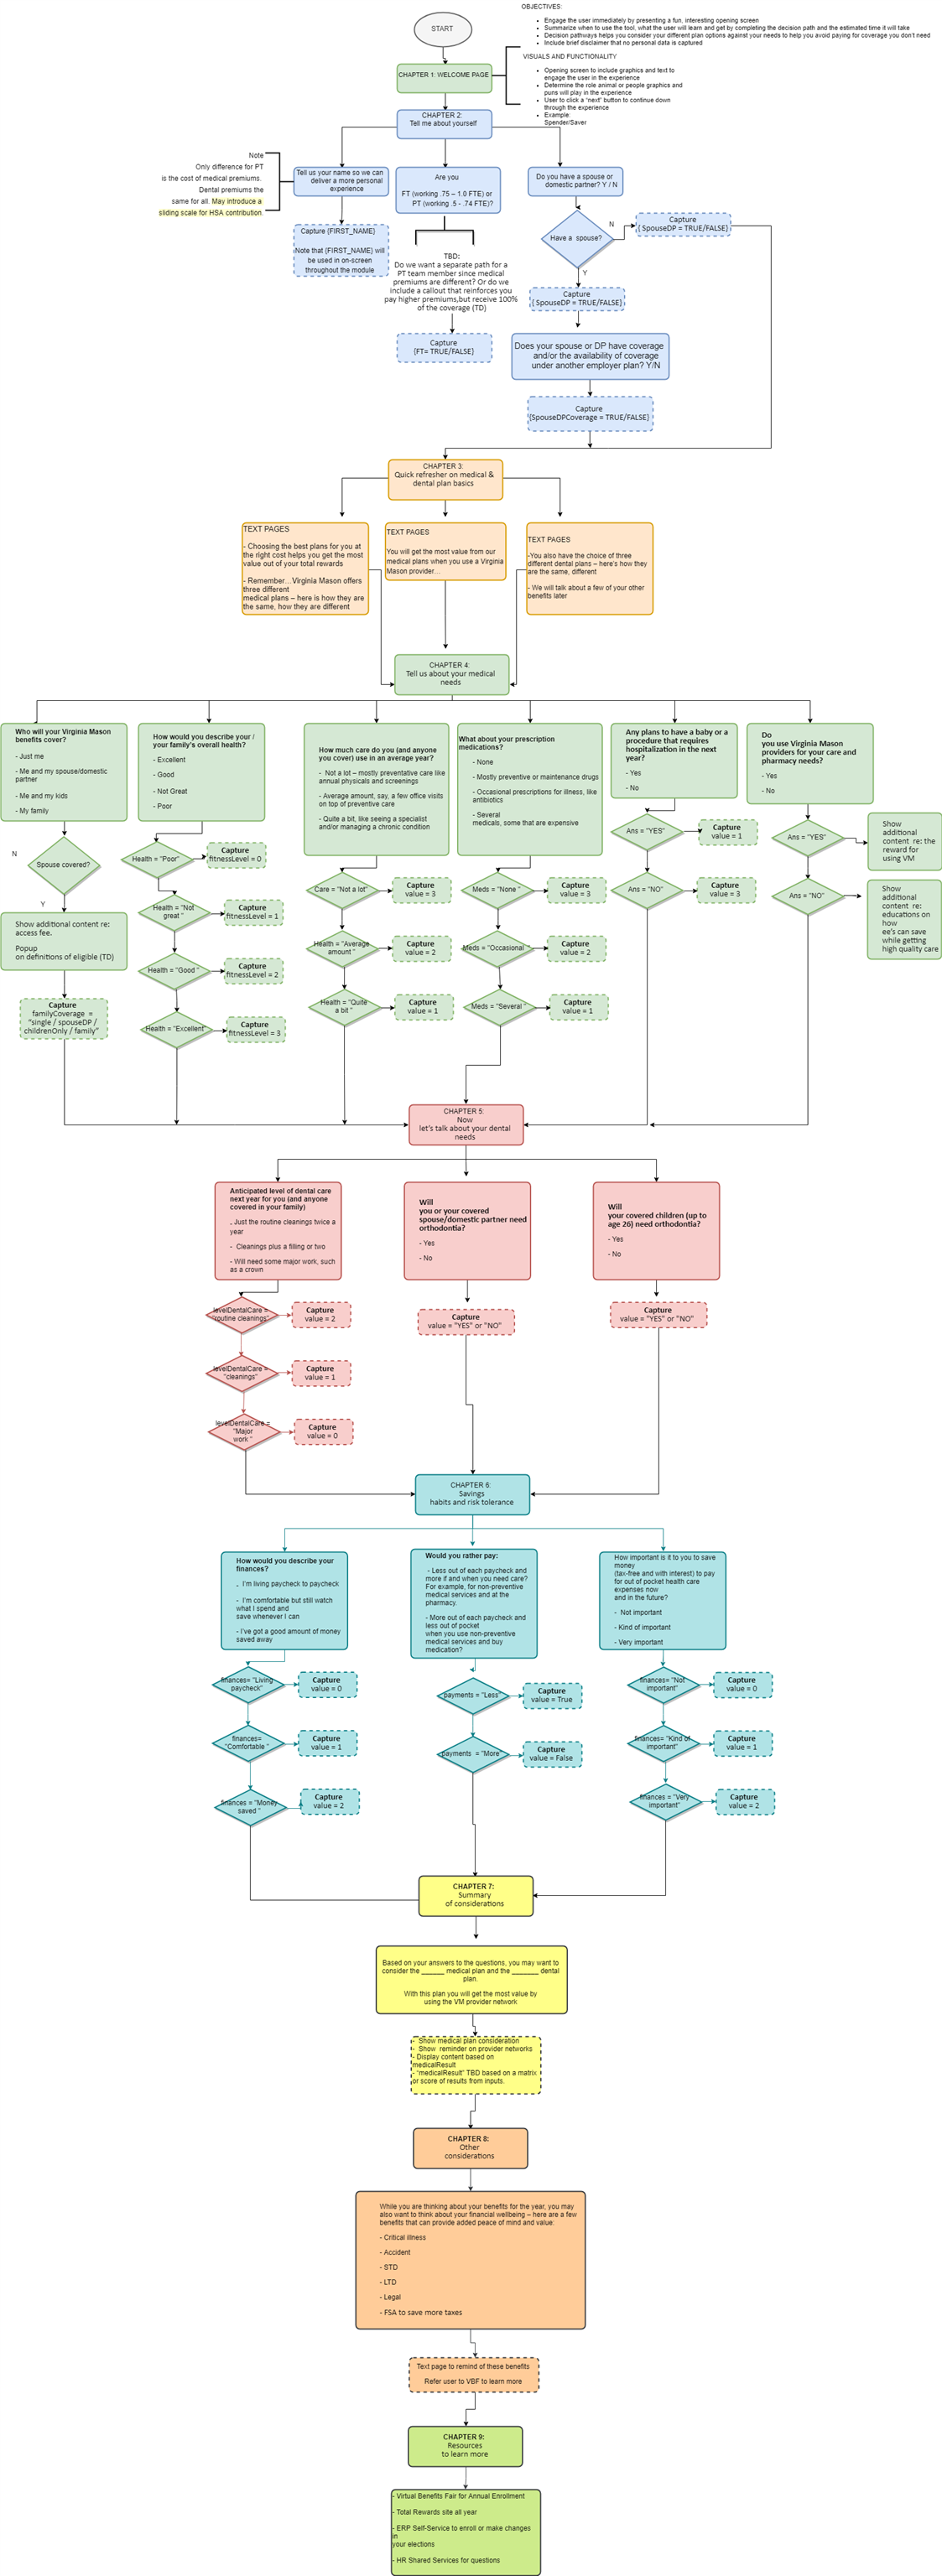 OBJECTIVES:
Engage the user immediately by presenting a fun, interesting opening screen
Summarize when to use the tool, what the user will learn and get by completing the decision path and the estimated time it will take
Decision pathways helps you consider your different plan options against your needs to help you avoid paying for coverage you don't need
Include brief disclaimer that no personal data is captured
START
CHAPTER 1: WELCOME PAGE
VISUALS AND FUNCTIONALITY
Opening screen to include graphics and text to
engage the user in the experience
Determine the role animal or people graphics and
puns will play in the experience
User to click a "next" button to continue down
through the experience
Example:
Spender/Saver
CHAPTER 2:
Tell me about yourself
Note
Only difference for PT
is the cost of medical premiums.
Dental premiums the
same for all. May introduce a
sliding scale for HSA contribution.
Tell us your name so we can
deliver a more personal
experience
Capture {FIRST_NAME}
Note that {FIRST_NAME} will
be used in on-screen
throughout the module
Are you
FT (working .75 – 1.0 FTE) or
PT (working .5 - .74 FTE)?
TBD:
Do we want a separate path for a
PT team member since medical
premiums are different? Or do we
include a callout that reinforces you
pay higher premiums,but receive 100%
of the coverage (TD)
Capture
{FT= TRUE/FALSE}
Do you have a spouse or
domestic partner? Y / N
Have a spouse?
N
Capture
{ SpouseDP = TRUE/FALSE}
Y
Capture
{ SpouseDP = TRUE/FALSE}
Does your spouse or DP have coverage
and/or the availability of coverage
under another employer plan? Y/N
Capture
{SpouseDPCoverage = TRUE/FALSE}
CHAPTER 3:
Quick refresher on medical &
dental plan basics
TEXT PAGES
- Choosing the best plans for you at
the right cost helps you get the most
value out of your total rewards
- Remember…Virginia Mason offers
three different
medical plans – here is how they are
the same, how they are different
TEXT PAGES
You will get the most value from our
medical plans when you use a Virginia
Mason provider…
TEXT PAGES
-You also have the choice of three
different dental plans – here's how they
are the same, different
- We will talk about a few of your other
benefits later
CHAPTER 4:
Tell us about your medical
needs
Who will your Virginia Mason
benefits cover?
- Just me
- Me and my spouse/domestic
partner
- Me and my kids
- My family
N
Spouse covered?
Y
Show additional content re:
access fee.
Popup
on definitions of eligible (TD)
Capture
familyCoverage =
"single / spouseDP /
childrenOnly / family"
How would you describe your /
your family's overall health?
- Excellent
- Good
- Not Great
- Poor
Health = "Poor"
Capture
fitnessLevel = 0
Health = "Not
great "
Capture
fitnessLevel = 1
Health = "Good "
Capture
fitnessLevel = 2
Health = "Excellent"
Capture
fitnessLevel = 3
How much care do you (and anyone
you cover) use in an average year?
- Not a lot – mostly preventative care like
annual physicals and screenings
- Average amount, say, a few office visits
on top of preventive care
- Quite a bit, like seeing a specialist
and/or managing a chronic condition
Care = "Not a lot"
Capture
value = 3
Health = "Average
amount "
Capture
value = 2
Health = "Quite
a bit "
Capture
value = 1
What about your prescription
medications?
- None
- Mostly preventive or maintenance drugs
- Occasional prescriptions for illness, like
antibiotics
- Several
medicals, some that are expensive
Meds = "None "
Capture
value = 3
Meds = "Occasional "
Capture
value = 2
Meds = "Several "
Capture
value = 1
Any plans to have a baby or a
procedure that requires
hospitalization in the next
year?
- Yes
- No
Ans = "YES"
Capture
value = 1
Ans = "NO"
Capture
value = 3
Do
you use Virginia Mason
providers for your care and
pharmacy needs?
- Yes
- No
Ans = "YES"
Show
additional
content re: the
reward for
using VM
Ans = "NO"
Show
additional
content re:
educations on
how
ee's can save
while getting
high quality care
CHAPTER 5:
Now
let's talk about your dental
needs
Anticipated level of dental care
next year for you (and anyone
covered in your family)
. Just the routine cleanings twice a
year
- Cleanings plus a filling or two
- Will need some major work, such
as a crown
levelDentalCare =
"routine cleanings"
Capture
value = 2
levelDentalCare =
"cleanings"
Capture
value = 1
levelDentalCare =
"Major
work "
Capture
value = 0
Will
you or your covered
spouse/domestic partner need
orthodontia?
- Yes
- No
Capture
value = "YES" or "NO"
Will
your covered children (up to
age 26) need orthodontia?
- Yes
- No
Capture
value = "YES" or "NO"
CHAPTER 6:
Savings
habits and risk tolerance
How would you describe your
finances?
. I'm living paycheck to paycheck
- I'm comfortable but still watch
what I spend and
save whenever I can
- I've got a good amount of money
saved away
finances= "Living
paycheck"
Capture
value = 0
finances=
"Comfortable "
Capture
value = 1
finances = "Money
saved "
Capture
value = 2
Would you rather pay:
- Less out of each paycheck and
more if and when you need care?
For example, for non-preventive
medical services and at the
pharmacy.
- More out of each paycheck and
less out of pocket
when you use non-preventive
medical services and buy
medication?
payments = "Less"
Capture
value = True
payments = "More"
Capture
value = False
How important is it to you to save
money
(tax-free and with interest) to pay
for out of pocket health care
expenses now
and in the future?
- Not important
- Kind of important
- Very important
finances= "Not
important"
Capture
value = 0
finances= "Kind of
important"
Capture
value = 1
finances = "Very
important"
Capture
value = 2
CHAPTER 7:
Summary
of considerations
Based on your answers to the questions, you may want to
consider the ______ medical plan and the _______ dental
plan.
With this plan you will get the most value by
using the VM provider network
- Show medical plan consideration
- Show reminder on provider networks
- Display content based on
medicalResult
- "medicalResult" TBD based on a matrix
or score of results from inputs.
CHAPTER 8:
Other
considerations
While you are thinking about your benefits for the year, you may
also want to think about your financial wellbeing – here are a few
benefits that can provide added peace of mind and value:
- Critical illness
- Accident
- STD
- LTD
- Legal
- FSA to save more taxes
Text page to remind of these benefits
Refer user to VBF to learn more
CHAPTER 9:
Resources
to learn more
- Virtual Benefits Fair for Annual Enrollment
- Total Rewards site all year
- ERP Self-Service to enroll or make changes
in
your elections
- HR Shared Services for questions